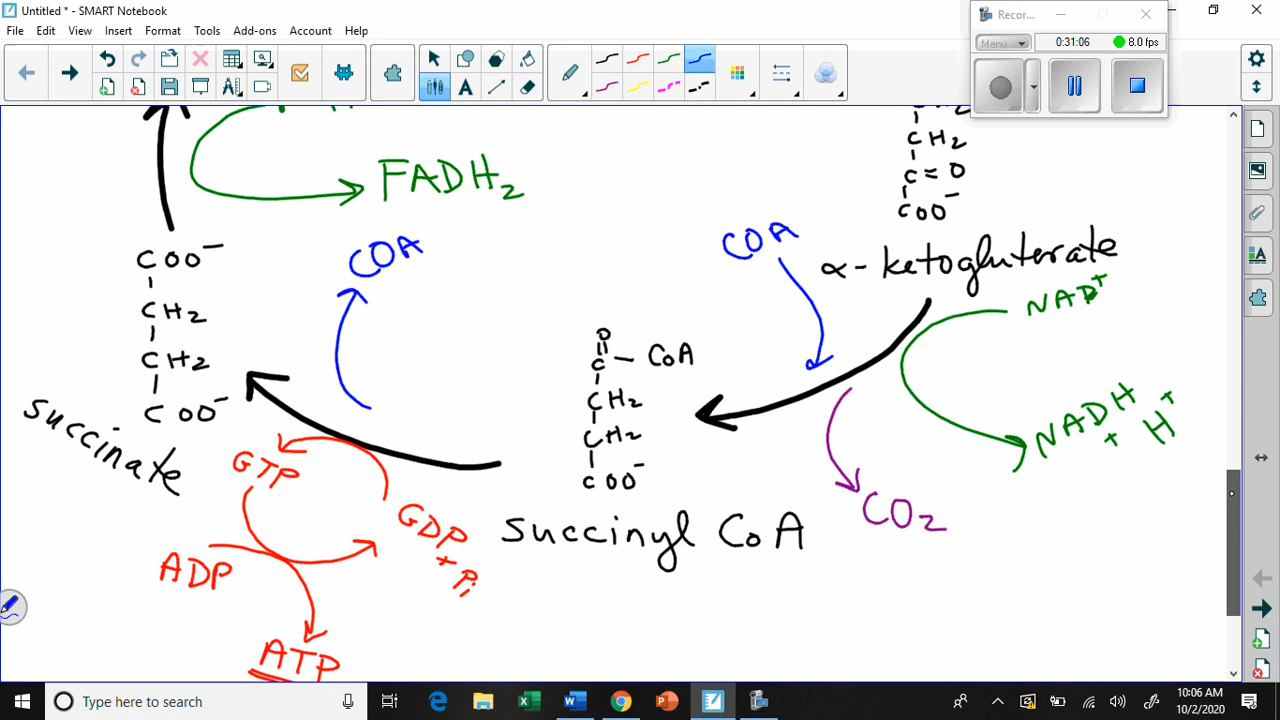 Untitled * - SMART Notebook
File Edit View Insert Format Tools Add-ons Account Help
Recor...
Menu
0:31:06
8.0 fps
FADH2
CH2
C=O
COO-
α-ketogluterate
COA
COA
NAD+
NADH
+ H+
CO2
COO-
CH2
CH2
COO-
succinate
O
C - CoA
CH2
CH2
COO-
succinyl CoA
GTP
GDP
+ Pi
ADP
ATP
Type here to search
10:06 AM
10/2/2020